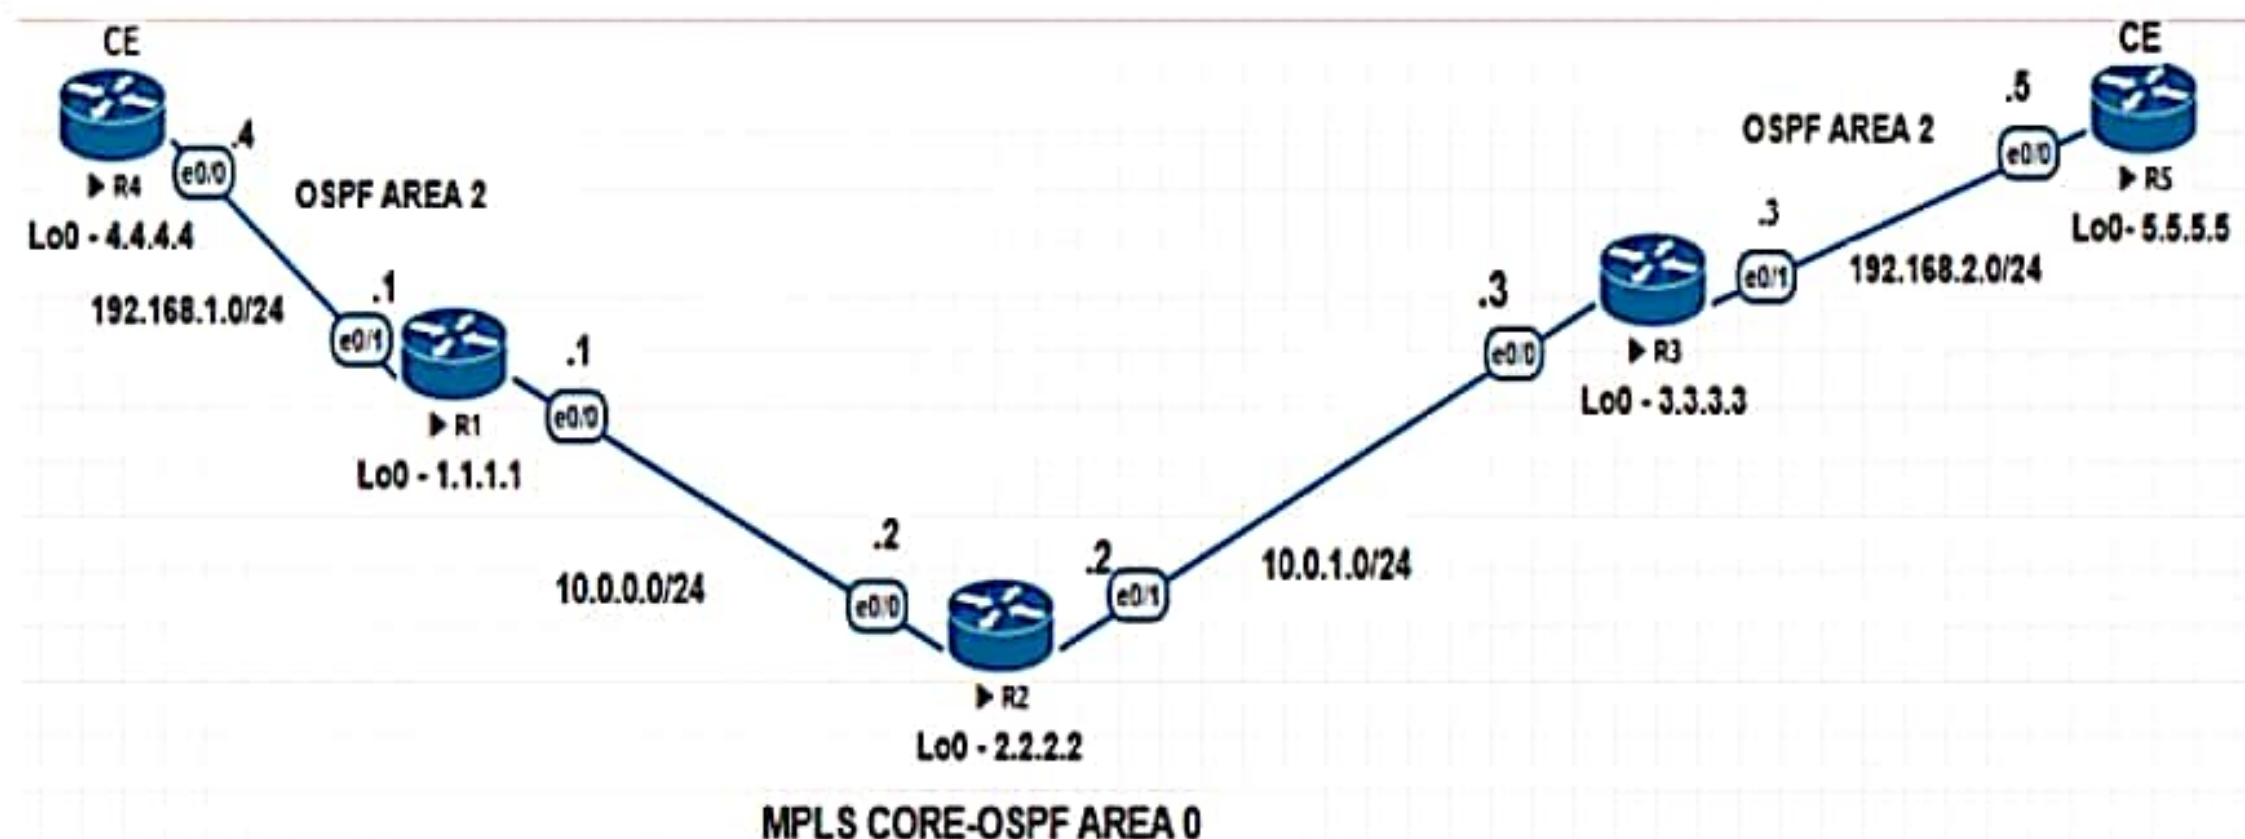 CE
.4
e0/0
R4
OSPF AREA 2
Lo0 - 4.4.4.4
192.168.1.0/24
.1
e0/1
.1
e0/0
R1
Lo0 - 1.1.1.1
10.0.0.0/24
.2
e0/0
R2
Lo0 - 2.2.2.2
.2
e0/1
10.0.1.0/24
.3
e0/0
R3
Lo0 - 3.3.3.3
.3
e0/1
192.168.2.0/24
OSPF AREA 2
.5
e0/0
CE
R5
Lo0- 5.5.5.5
MPLS CORE-OSPF AREA 0